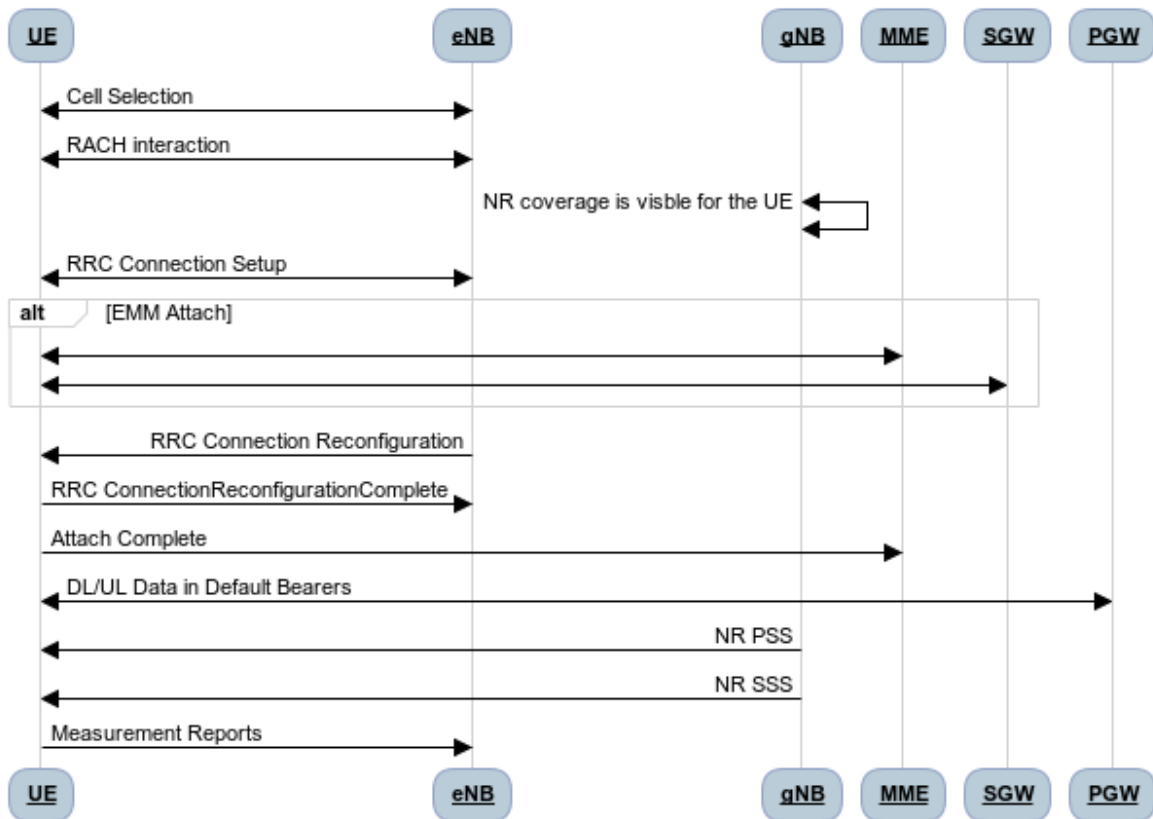 UE eNB gNB MME SGW PGW
Cell Selection
RACH interaction
NR coverage is visble for the UE
RRC Connection Setup
alt [EMM Attach]
RRC Connection Reconfiguration
RRC ConnectionReconfigurationComplete
Attach Complete
DL/UL Data in Default Bearers
NR PSS
NR SSS
Measurement Reports
UE eNB gNB MME SGW PGW